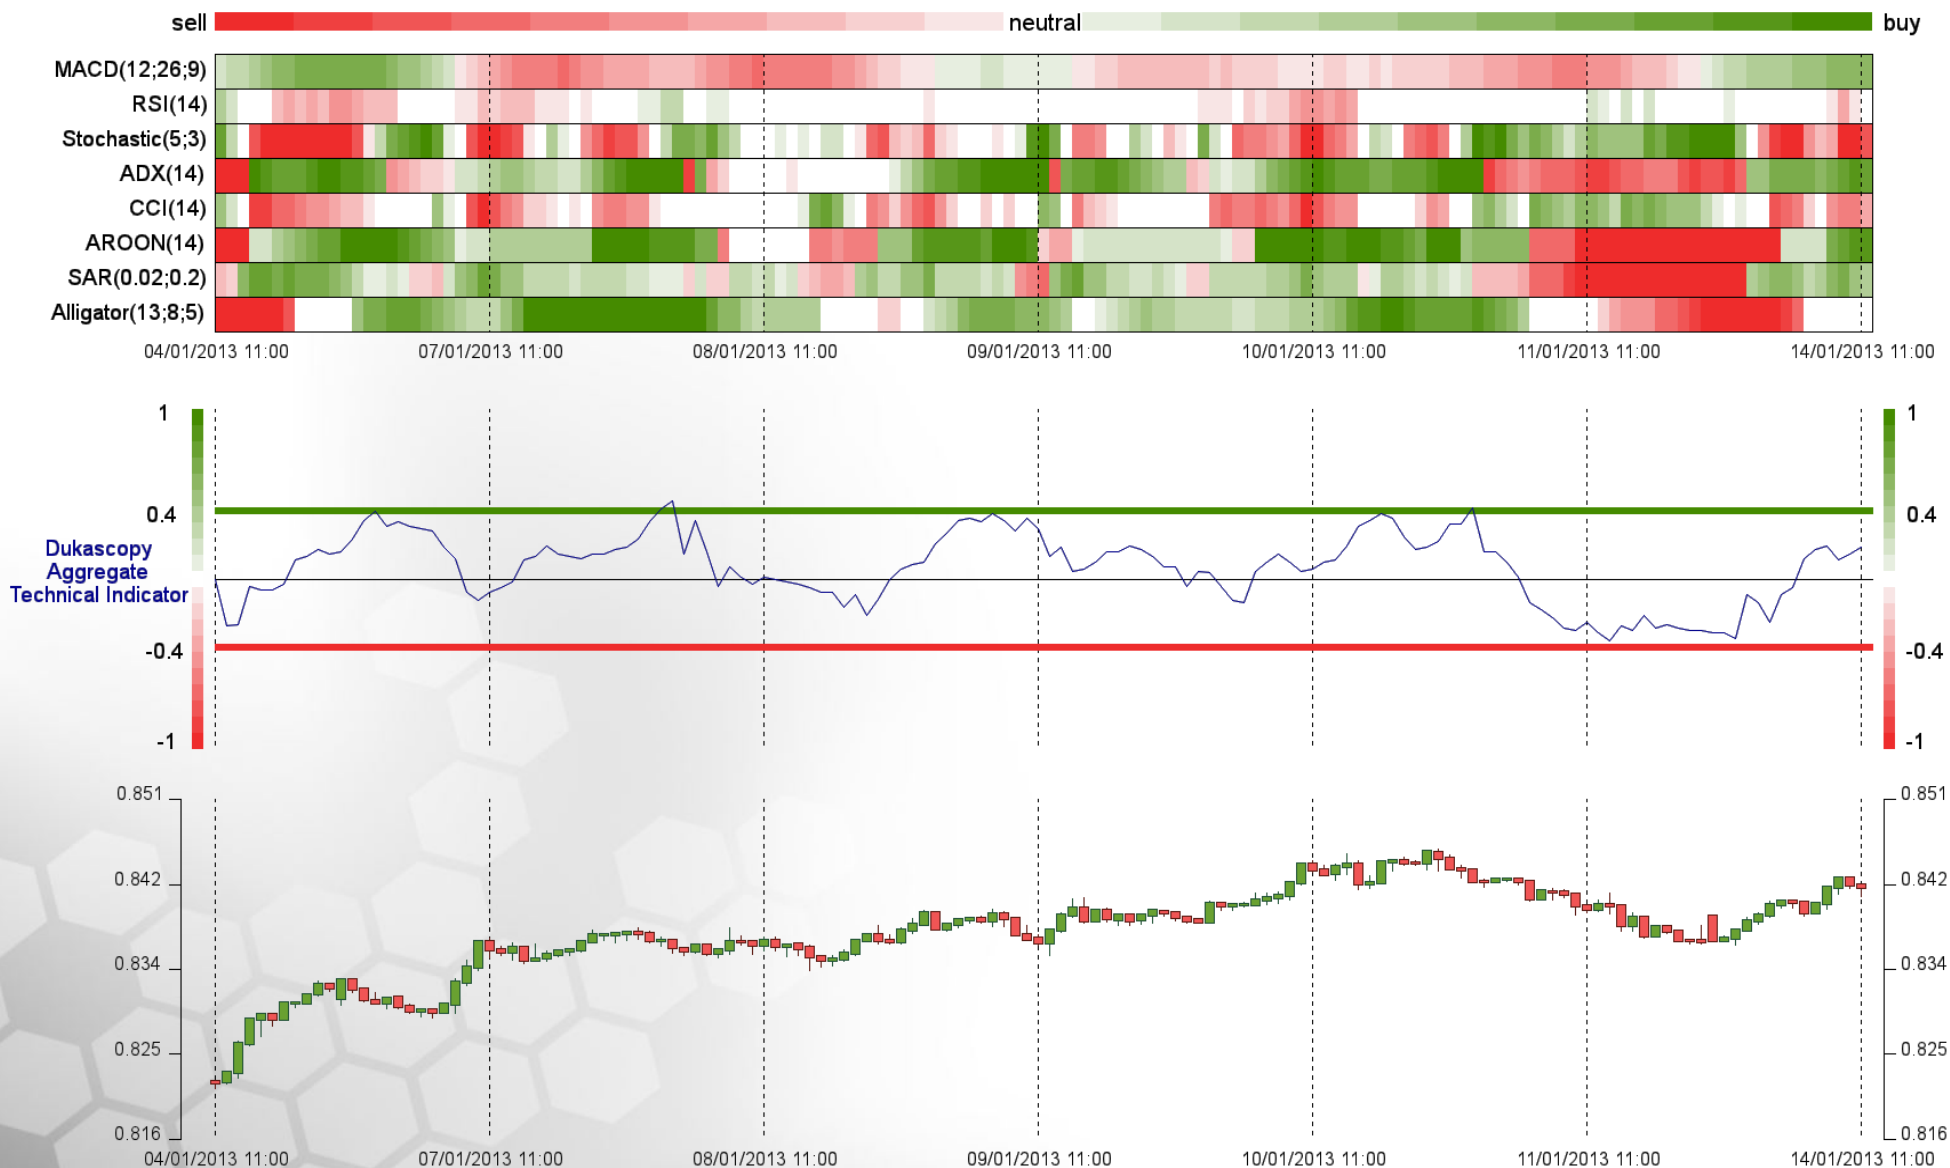 sell neutral buy
MACD(12;26;9)
RSI(14)
Stochastic(5;3)
ADX(14)
CCI(14)
AROON(14)
SAR(0.02;0.2)
Alligator(13;8;5)
04/01/2013 11:00 07/01/2013 11:00 08/01/2013 11:00 09/01/2013 11:00 10/01/2013 11:00 11/01/2013 11:00 14/01/2013 11:00
1 1
0.4 0.4
Dukascopy
Aggregate
Technical Indicator
-0.4 -0.4
-1 -1
0.851 0.851
0.842 0.842
0.834 0.834
0.825 0.825
0.816 0.816
04/01/2013 11:00 07/01/2013 11:00 08/01/2013 11:00 09/01/2013 11:00 10/01/2013 11:00 11/01/2013 11:00 14/01/2013 11:00